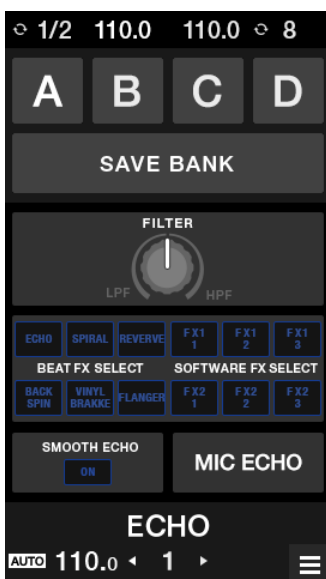 1/2 110.0 110.0 8
A B C D
SAVE BANK
FILTER
LPF HPF
ECHO SPIRAL REVERVE FX1 1 FX1 2 FX1 3
BEAT FX SELECT SOFTWARE FX SELECT
BACK SPIN VINYL BRAKKE FLANGER FX2 1 FX2 2 FX2 3
SMOOTH ECHO
ON
MIC ECHO
ECHO
AUTO 110.0 1